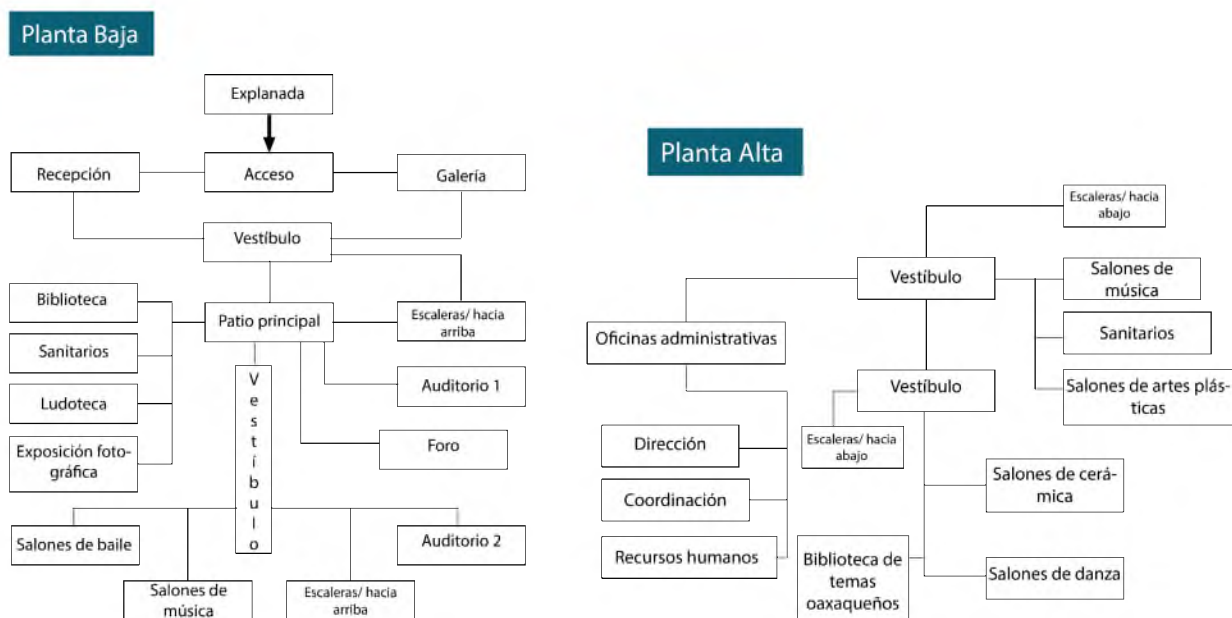 Planta Baja
Explanada
Recepción
Acceso
Galería
Vestíbulo
Biblioteca
Patio principal
Escaleras/ hacia
arriba
Sanitarios
Auditorio 1
Ludoteca
Vestíbulo
Foro
Exposición foto-
gráfica
Salones de baile
Auditorio 2
Salones de
música
Escaleras/ hacia
arriba
Planta Alta
Escaleras/ hacia
abajo
Vestíbulo
Salones de
música
Oficinas administrativas
Sanitarios
Vestíbulo
Salones de artes plás-
ticas
Escaleras/ hacia
abajo
Dirección
Salones de cerá-
mica
Coordinación
Recursos humanos
Biblioteca de
temas
oaxaqueños
Salones de danza